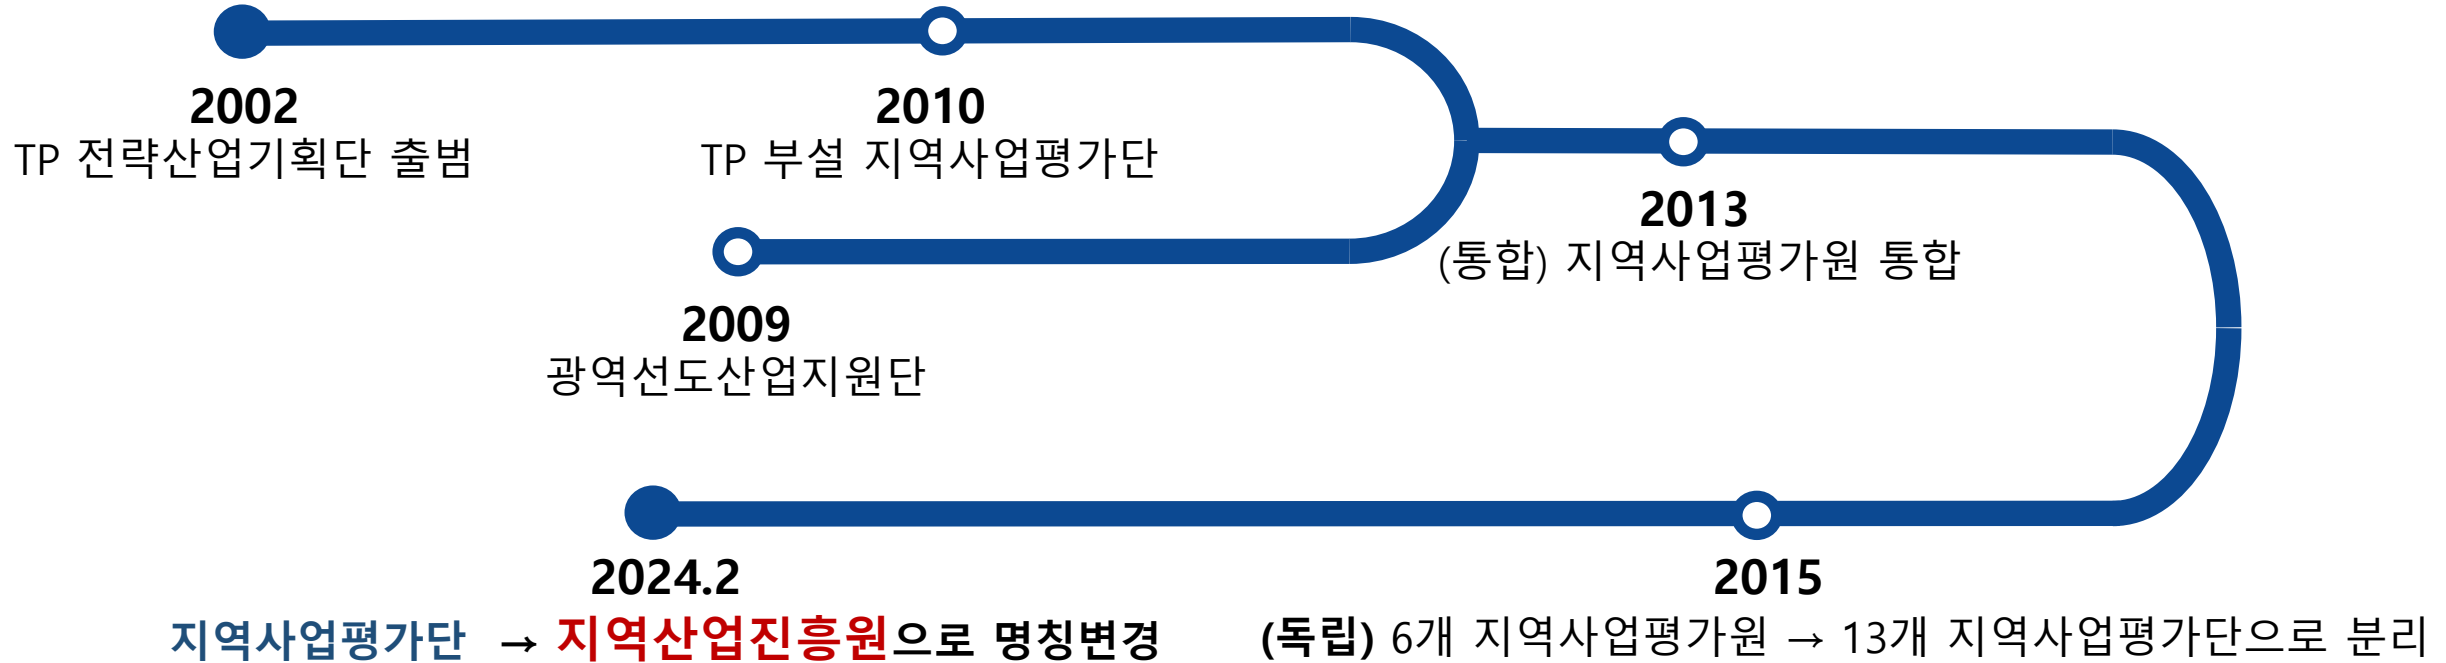 2002
TP 전략산업기획단 출범
2010
TP 부설 지역사업평가단
2009
광역선도산업지원단
2013
(통합) 지역사업평가원 통합
2015
(독립) 6개 지역사업평가원 → 13개 지역사업평가단으로 분리
2024.2
지역사업평가단 → 지역산업진흥원으로 명칭변경